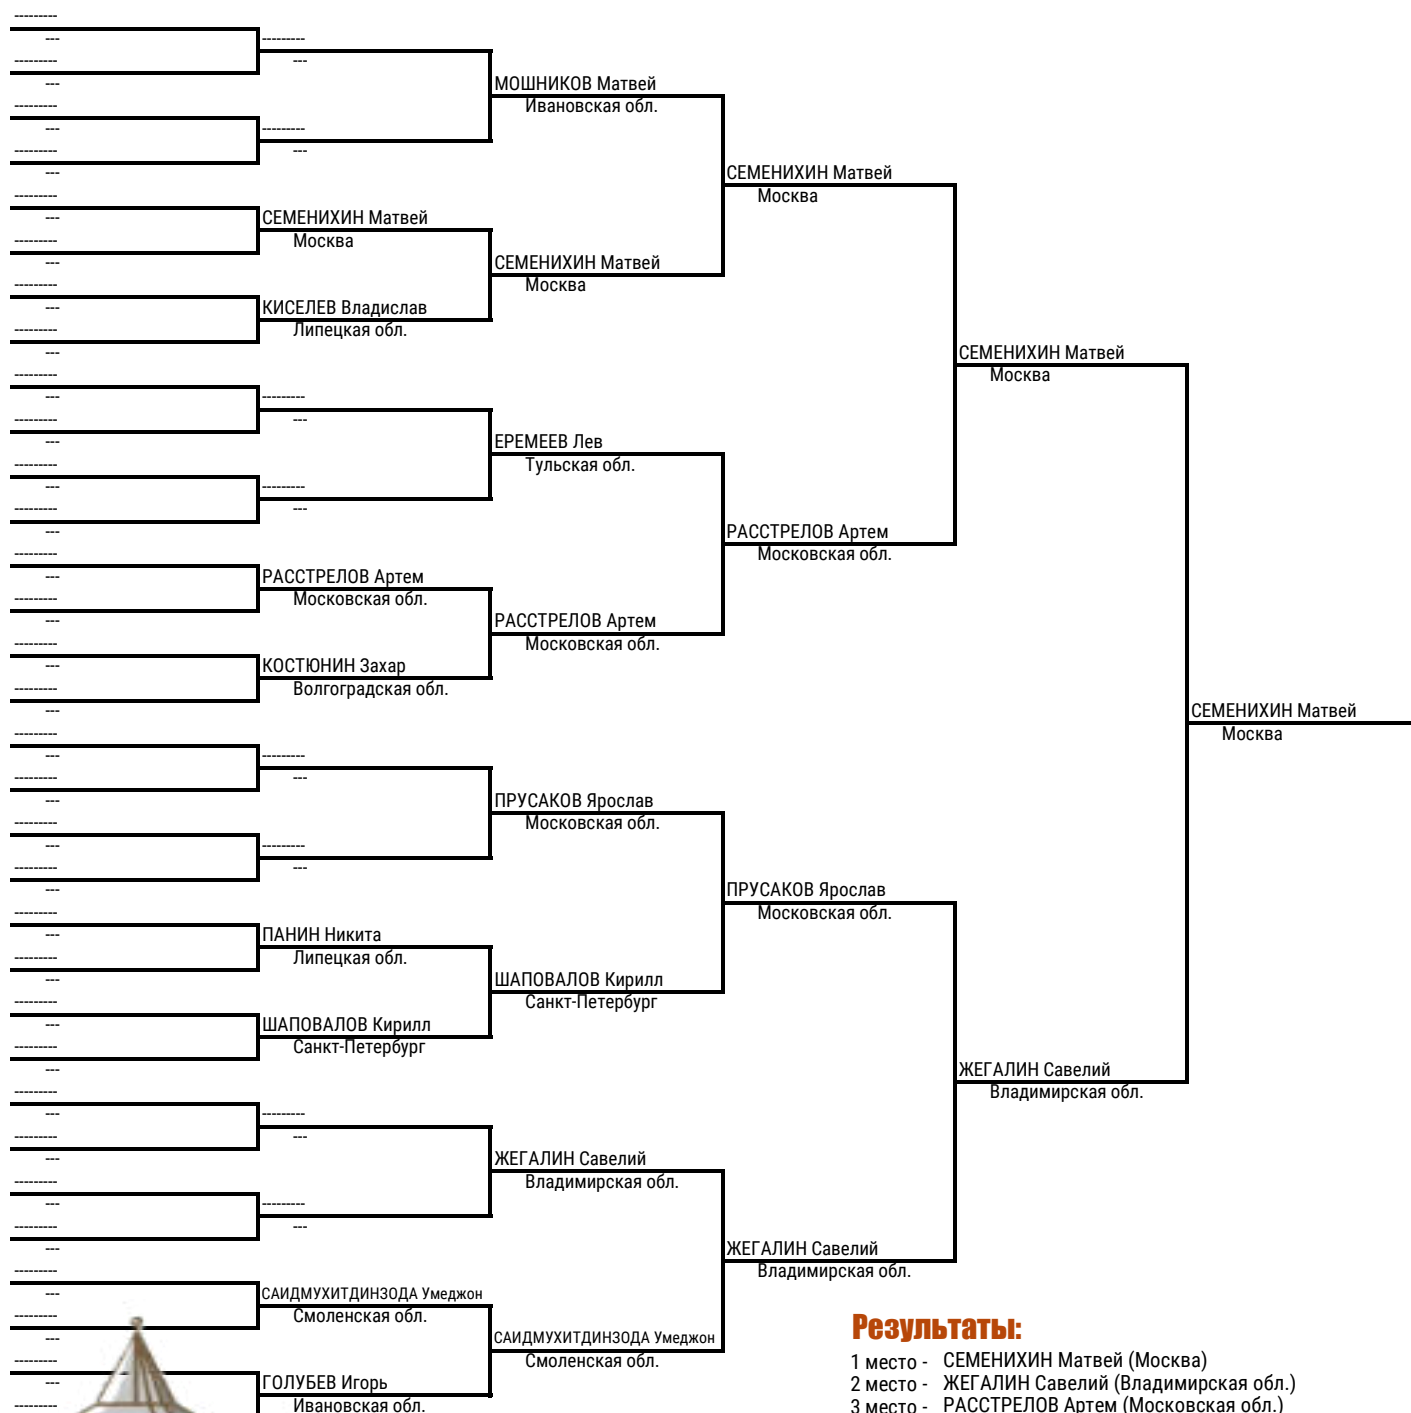 ---------
---
---------
---
---------
---
---------
---
---------
---
---------
---
---------
---
---------
---
---------
---
---------
---
---------
---
---------
---
---------
---
---------
---
---------
---
---------
---
---------
---
---------
---
---------
---
---------
---
---------
---
---------
---
---------
---
---------
---
---------
---
---------
---
---------
---
---------
---
---------
---
---------
---
---------
---
---------
---------
---
---------
---
СЕМЕНИХИН Матвей
Москва
КИСЕЛЕВ Владислав
Липецкая обл.
---------
---
---------
---
РАССТРЕЛОВ Артем
Московская обл.
КОСТЮНИН Захар
Волгоградская обл.
---------
---
---------
---
ПАНИН Никита
Липецкая обл.
ШАПОВАЛОВ Кирилл
Санкт-Петербург
---------
---
---------
---
САИДМУХИТДИНЗОДА Умеджон
Смоленская обл.
ГОЛУБЕВ Игорь
Ивановская обл.
МОШНИКОВ Матвей
Ивановская обл.
СЕМЕНИХИН Матвей
Москва
ЕРЕМЕЕВ Лев
Тульская обл.
РАССТРЕЛОВ Артем
Московская обл.
ПРУСАКОВ Ярослав
Московская обл.
ШАПОВАЛОВ Кирилл
Санкт-Петербург
ЖЕГАЛИН Савелий
Владимирская обл.
САИДМУХИТДИНЗОДА Умеджон
Смоленская обл.
СЕМЕНИХИН Матвей
Москва
РАССТРЕЛОВ Артем
Московская обл.
ПРУСАКОВ Ярослав
Московская обл.
ЖЕГАЛИН Савелий
Владимирская обл.
СЕМЕНИХИН Матвей
Москва
ЖЕГАЛИН Савелий
Владимирская обл.
СЕМЕНИХИН Матвей
Москва
Результаты:
1 место - СЕМЕНИХИН Матвей (Москва)
2 место - ЖЕГАЛИН Савелий (Владимирская обл.)
3 место - РАССТРЕЛОВ Артем (Московская обл.)